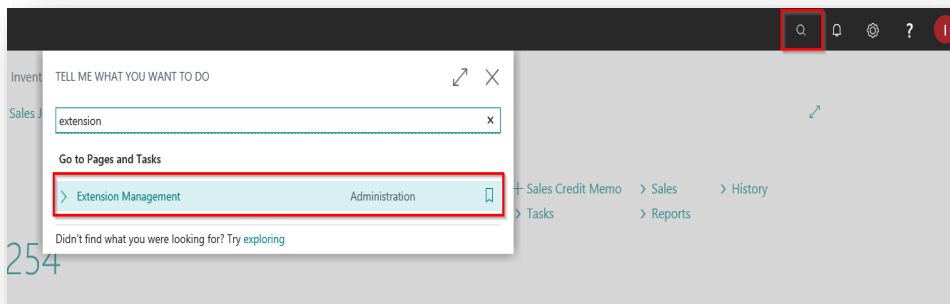 ?
I
Invent
TELL ME WHAT YOU WANT TO DO
Sales J
extension
Go to Pages and Tasks
Extension Management Administration
+ Sales Credit Memo > Sales > History
> Tasks > Reports
Didn't find what you were looking for? Try exploring
254